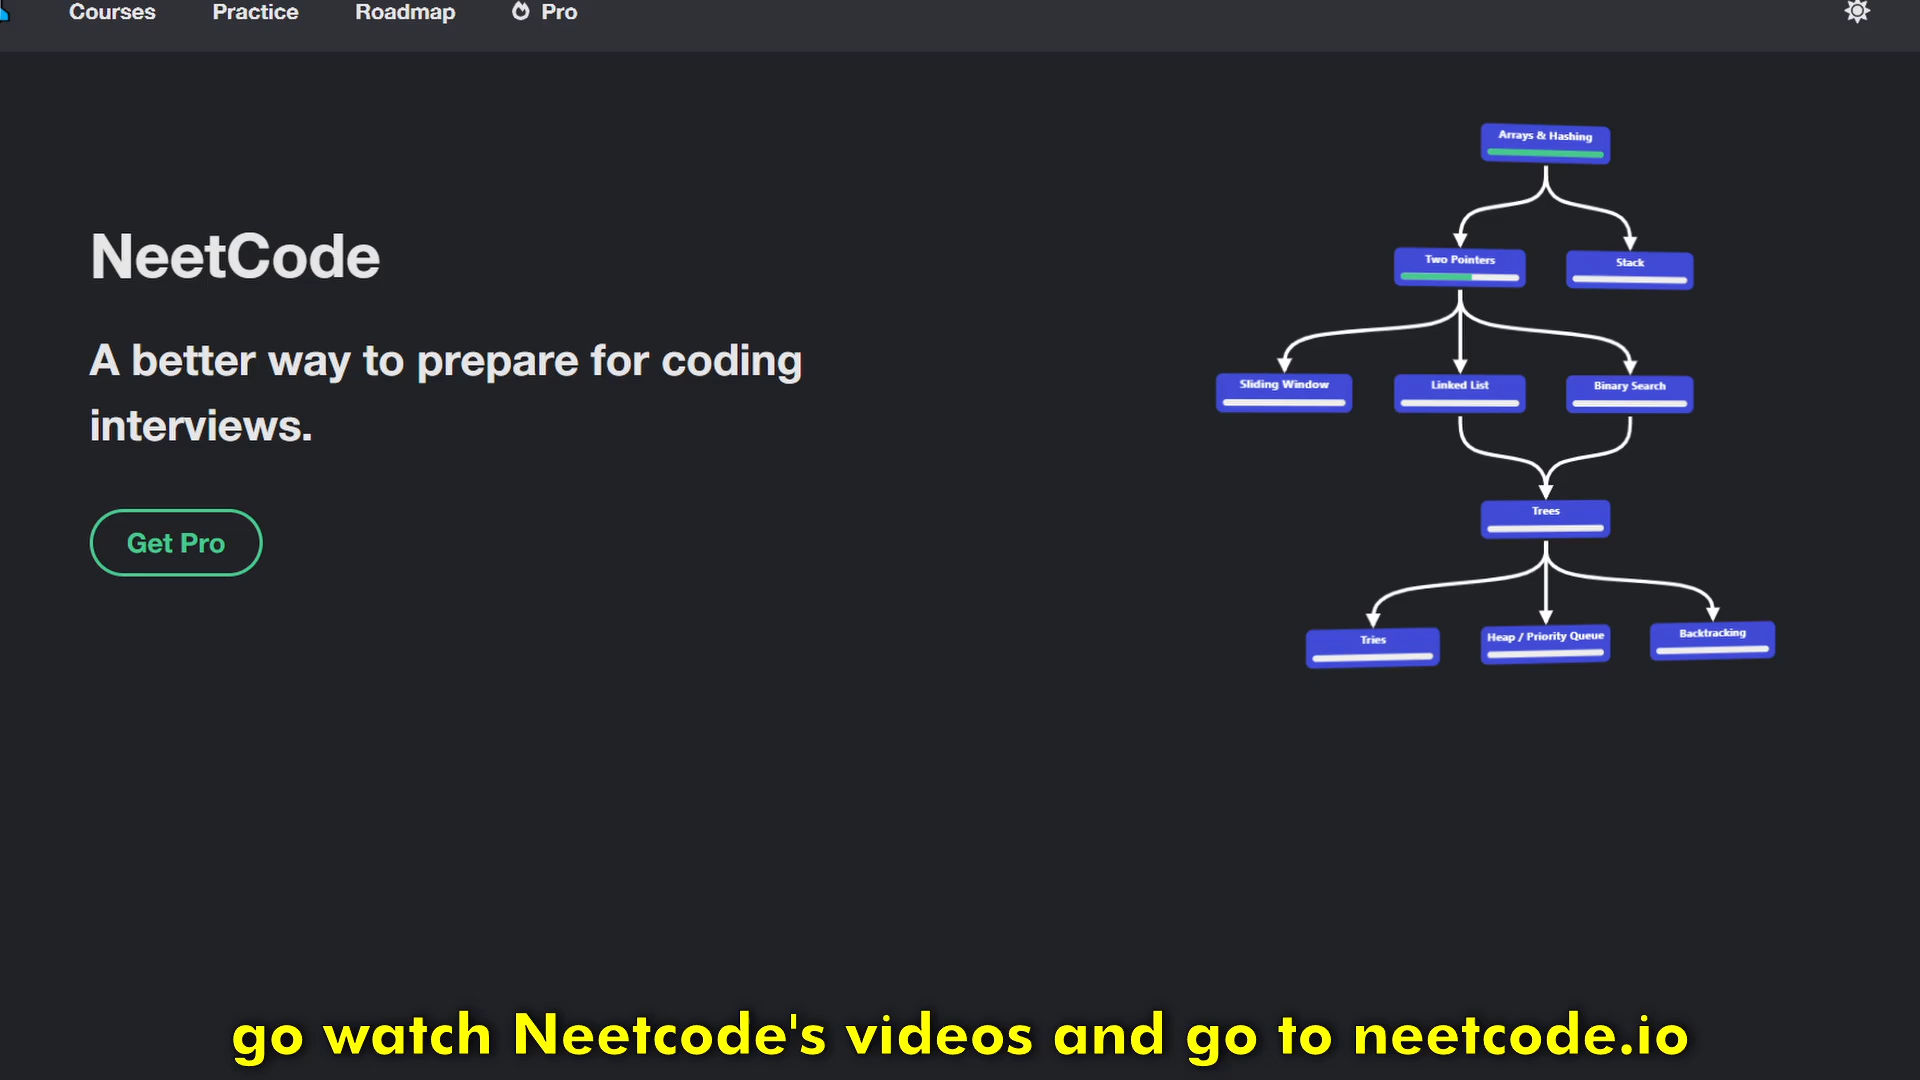 Courses Practice Roadmap Pro
NeetCode
A better way to prepare for coding
interviews.
Get Pro
Arrays & Hashing
Two Pointers Stack
Sliding Window Linked List Binary Search
Trees
Tries Heap / Priority Queue Backtracking
go watch Neetcode's videos and go to neetcode.io